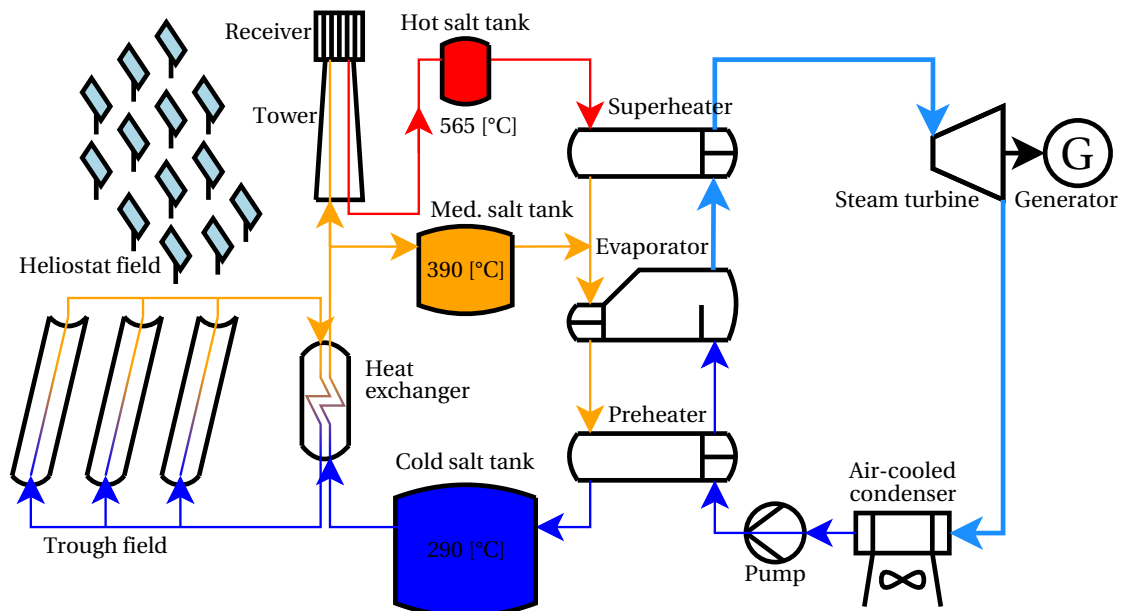 Receiver
Hot salt tank
Tower
565 [°C]
Superheater
G
Steam turbine
Generator
Med. salt tank
Evaporator
Heliostat field
390 [°C]
Heat
exchanger
Preheater
Cold salt tank
Air-cooled
condenser
Trough field
290 [°C]
Pump